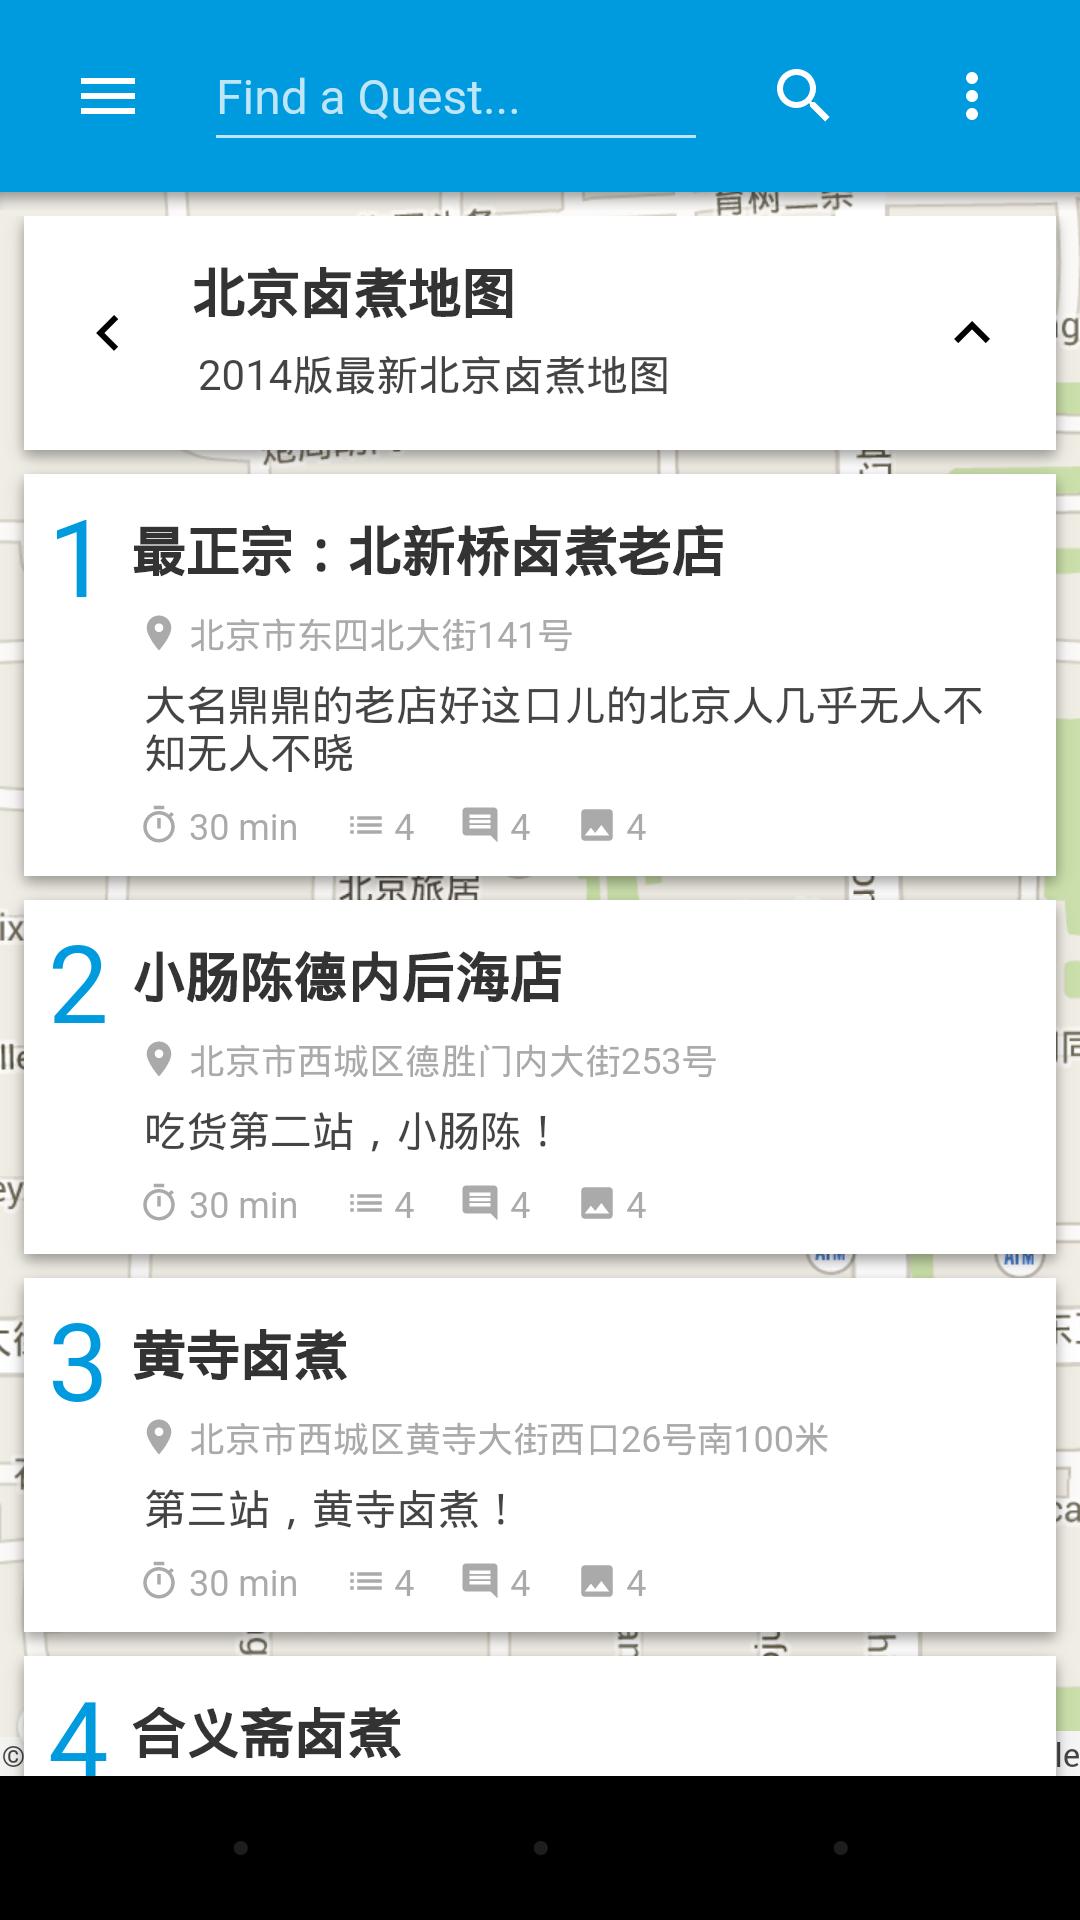 Find a Quest...
北京卤煮地图
2014版最新北京卤煮地图
1 最正宗：北新桥卤煮老店
北京市东四北大街141号
大名鼎鼎的老店好这口儿的北京人几乎无人不
知无人不晓
30 min 4 4 4
北京旅居
2 小肠陈德内后海店
北京市西城区德胜门内大街253号
吃货第二站，小肠陈！
30 min 4 4 4
ATM ATM
3 黄寺卤煮
北京市西城区黄寺大街西口26号南100米
第三站，黄寺卤煮！
30 min 4 4 4
4 合义斋卤煮
©